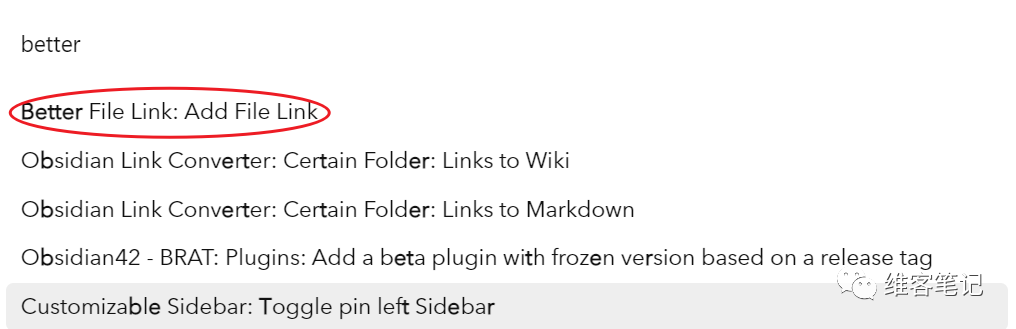 better
Better File Link: Add File Link
Obsidian Link Converter: Certain Folder: Links to Wiki
Obsidian Link Converter: Certain Folder: Links to Markdown
Obsidian42 - BRAT: Plugins: Add a beta plugin with frozen version based on a release tag
Customizable Sidebar: Toggle pin left Sidebar
维客笔记